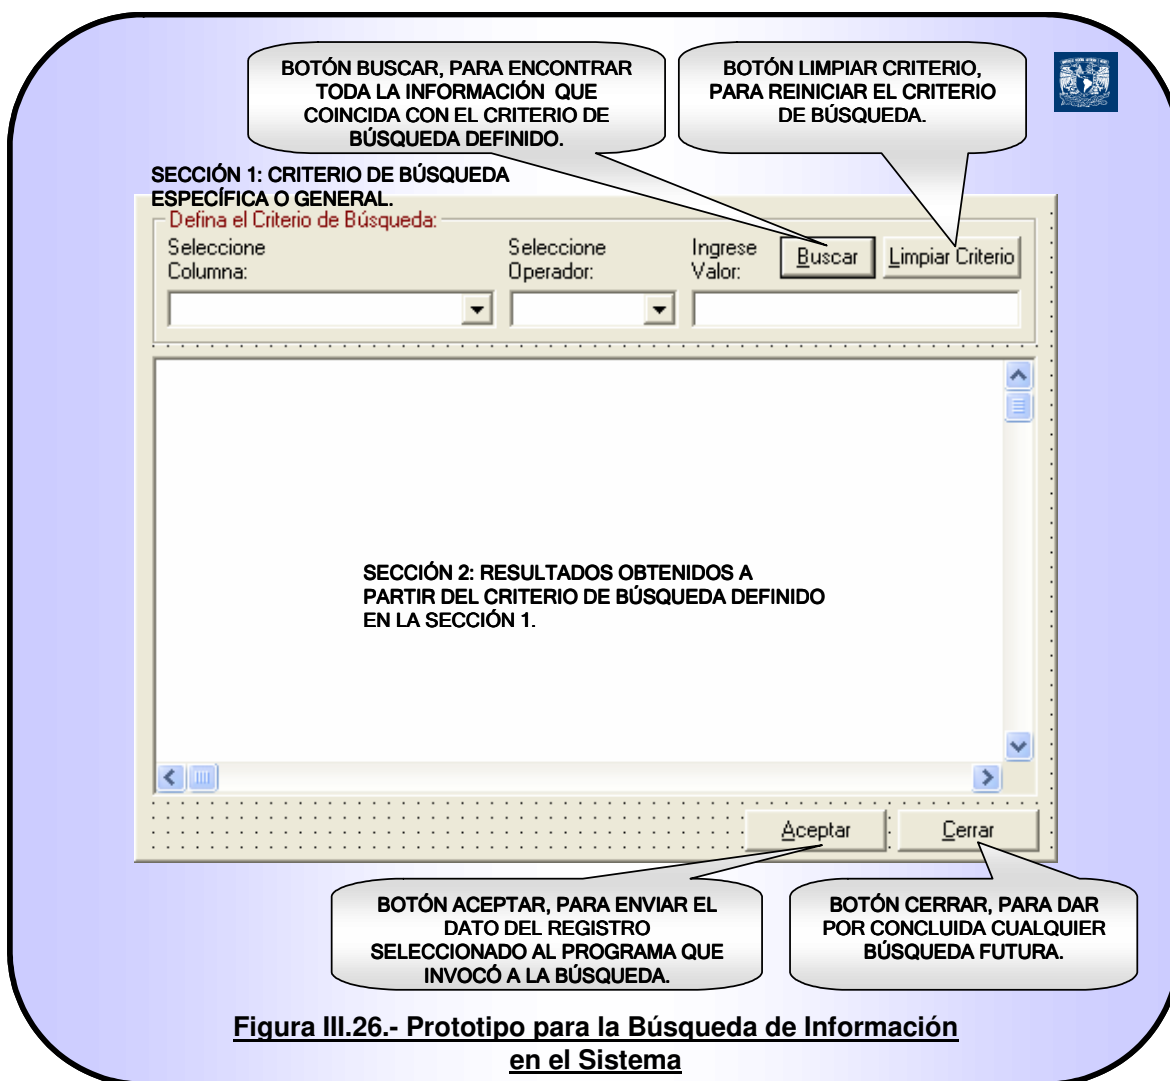 BOTÓN BUSCAR, PARA ENCONTRAR
TODA LA INFORMACIÓN QUE
COINCIDA CON EL CRITERIO DE
BÚSQUEDA DEFINIDO.
BOTÓN LIMPIAR CRITERIO,
PARA REINICIAR EL CRITERIO
DE BÚSQUEDA.
SECCIÓN 1: CRITERIO DE BÚSQUEDA
ESPECÍFICA O GENERAL.
Defina el Criterio de Búsqueda:
Seleccione
Columna:
Seleccione
Operador:
Ingrese
Valor:
Buscar
Limpiar Criterio
SECCIÓN 2: RESULTADOS OBTENIDOS A
PARTIR DEL CRITERIO DE BÚSQUEDA DEFINIDO
EN LA SECCIÓN 1.
Aceptar
Cerrar
BOTÓN ACEPTAR, PARA ENVIAR EL
DATO DEL REGISTRO
SELECCIONADO AL PROGRAMA QUE
INVOCÓ A LA BÚSQUEDA.
BOTÓN CERRAR, PARA DAR
POR CONCLUIDA CUALQUIER
BÚSQUEDA FUTURA.
Figura III.26.- Prototipo para la Búsqueda de Información
en el Sistema